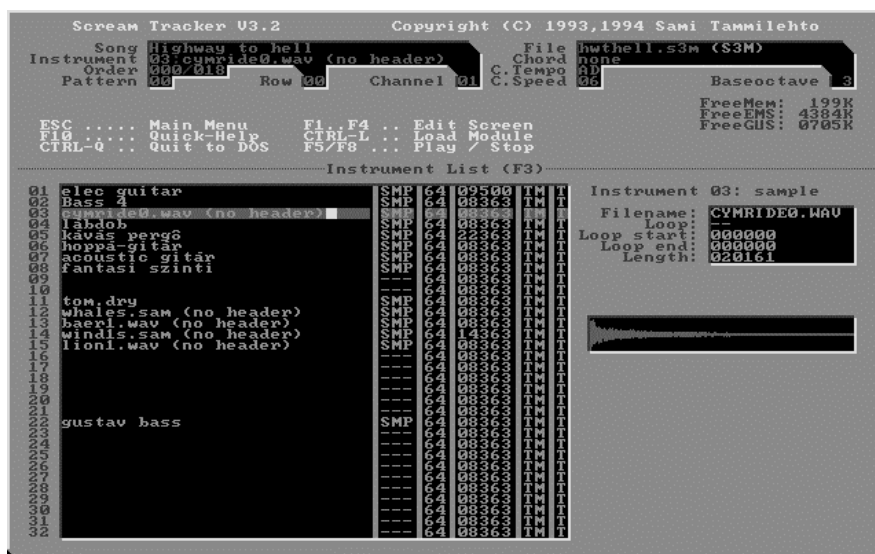 Scream Tracker V3.2 Copyright (C) 1993,1994 Sami Tammilehto
Song Highway to hell File hwthell.s3m (S3M)
Instrument 03:cymride0.wav (no header) Chord none
Order 000/018 C.Tempo AD
Pattern 00 Row 00 Channel 01 C.Speed 06 Baseoctave 3
FreeMem: 199K
ESC ..... Main Menu F1..F4 .. Edit Screen FreeEMS: 4384K
F10 ..... Quick-Help CTRL-L .. Load Module FreeGUS: 0705K
CTRL-Q .. Quit to DOS F5/F8 ... Play / Stop
Instrument List (F3)
01 elec guitar SMP 64 09500 TM T Instrument 03: sample
02 Bass 4 SMP 64 08363 TM T
03 cymride0.wav (no header) SMP 64 08363 TM T Filename: CYMRIDE0.WAV
04 labdob SMP 64 08363 TM T Loop: --
05 kávás pergô SMP 64 22363 TM T Loop start: 000000
06 hoppá-gitár SMP 64 08363 TM T Loop end: 000000
07 acoustic gitár SMP 64 08363 TM T Length: 020161
08 fantasi szinti SMP 64 08363 TM T
09 --- 64 08363 TM T
10 --- 64 08363 TM T
11 tom.dry SMP 64 08363 TM T
12 whales.sam (no header) SMP 64 08363 TM T
13 baer1.wav (no header) SMP 64 08363 TM T
14 wind1s.sam (no header) SMP 64 14363 TM T
15 lion1.wav (no header) SMP 64 08363 TM T
16 --- 64 08363 TM T
17 --- 64 08363 TM T
18 --- 64 08363 TM T
19 --- 64 08363 TM T
20 --- 64 08363 TM T
21 --- 64 08363 TM T
22 gustav bass SMP 64 08363 TM T
23 --- 64 08363 TM T
24 --- 64 08363 TM T
25 --- 64 08363 TM T
26 --- 64 08363 TM T
27 --- 64 08363 TM T
28 --- 64 08363 TM T
29 --- 64 08363 TM T
30 --- 64 08363 TM T
31 --- 64 08363 TM T
32 --- 64 08363 TM T